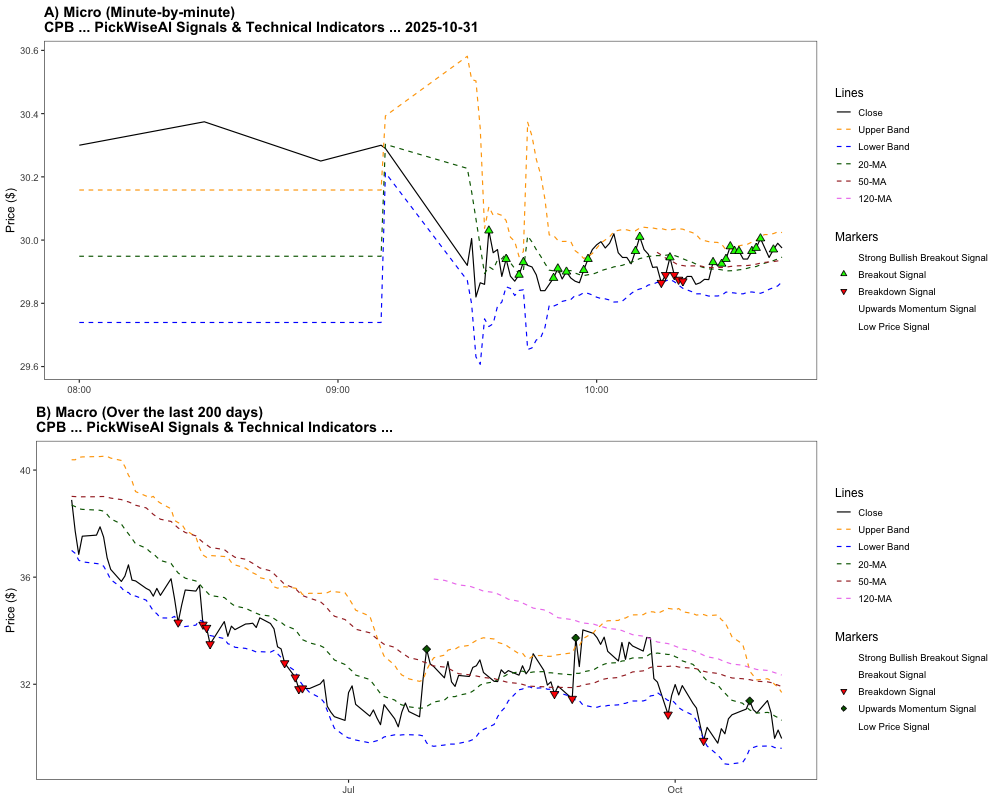 A) Micro (Minute-by-minute)
CPB ... PickWiseAI Signals & Technical Indicators ... 2025-10-31
Price ($)
30.6
30.4
30.2
30.0
29.8
29.6
08:00
09:00
10:00
Lines
Close
Upper Band
Lower Band
20-MA
50-MA
120-MA
Markers
Strong Bullish Breakout Signal
Breakout Signal
Breakdown Signal
Upwards Momentum Signal
Low Price Signal
B) Macro (Over the last 200 days)
CPB ... PickWiseAI Signals & Technical Indicators ...
Price ($)
40
36
32
Jul
Oct
Lines
Close
Upper Band
Lower Band
20-MA
50-MA
120-MA
Markers
Strong Bullish Breakout Signal
Breakout Signal
Breakdown Signal
Upwards Momentum Signal
Low Price Signal